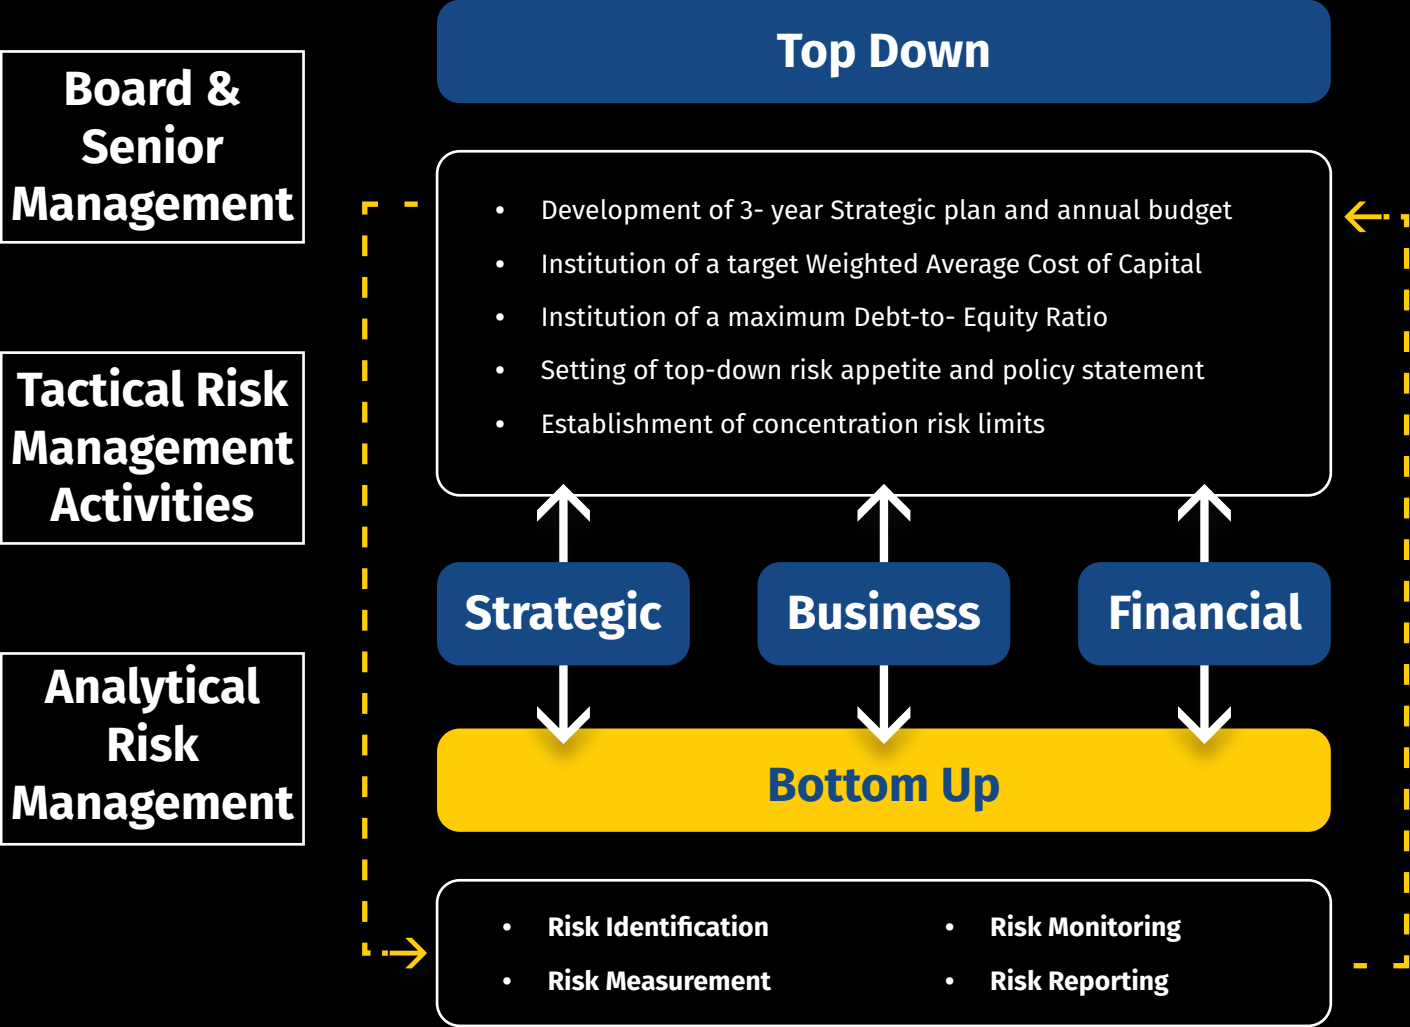 Top Down
Board &
Senior
Management
• Development of 3- year Strategic plan and annual budget
• Institution of a target Weighted Average Cost of Capital
• Institution of a maximum Debt-to- Equity Ratio
• Setting of top-down risk appetite and policy statement
• Establishment of concentration risk limits
Tactical Risk
Management
Activities
Strategic
Business
Financial
Analytical
Risk
Management
Bottom Up
• Risk Identification
• Risk Measurement
• Risk Monitoring
• Risk Reporting